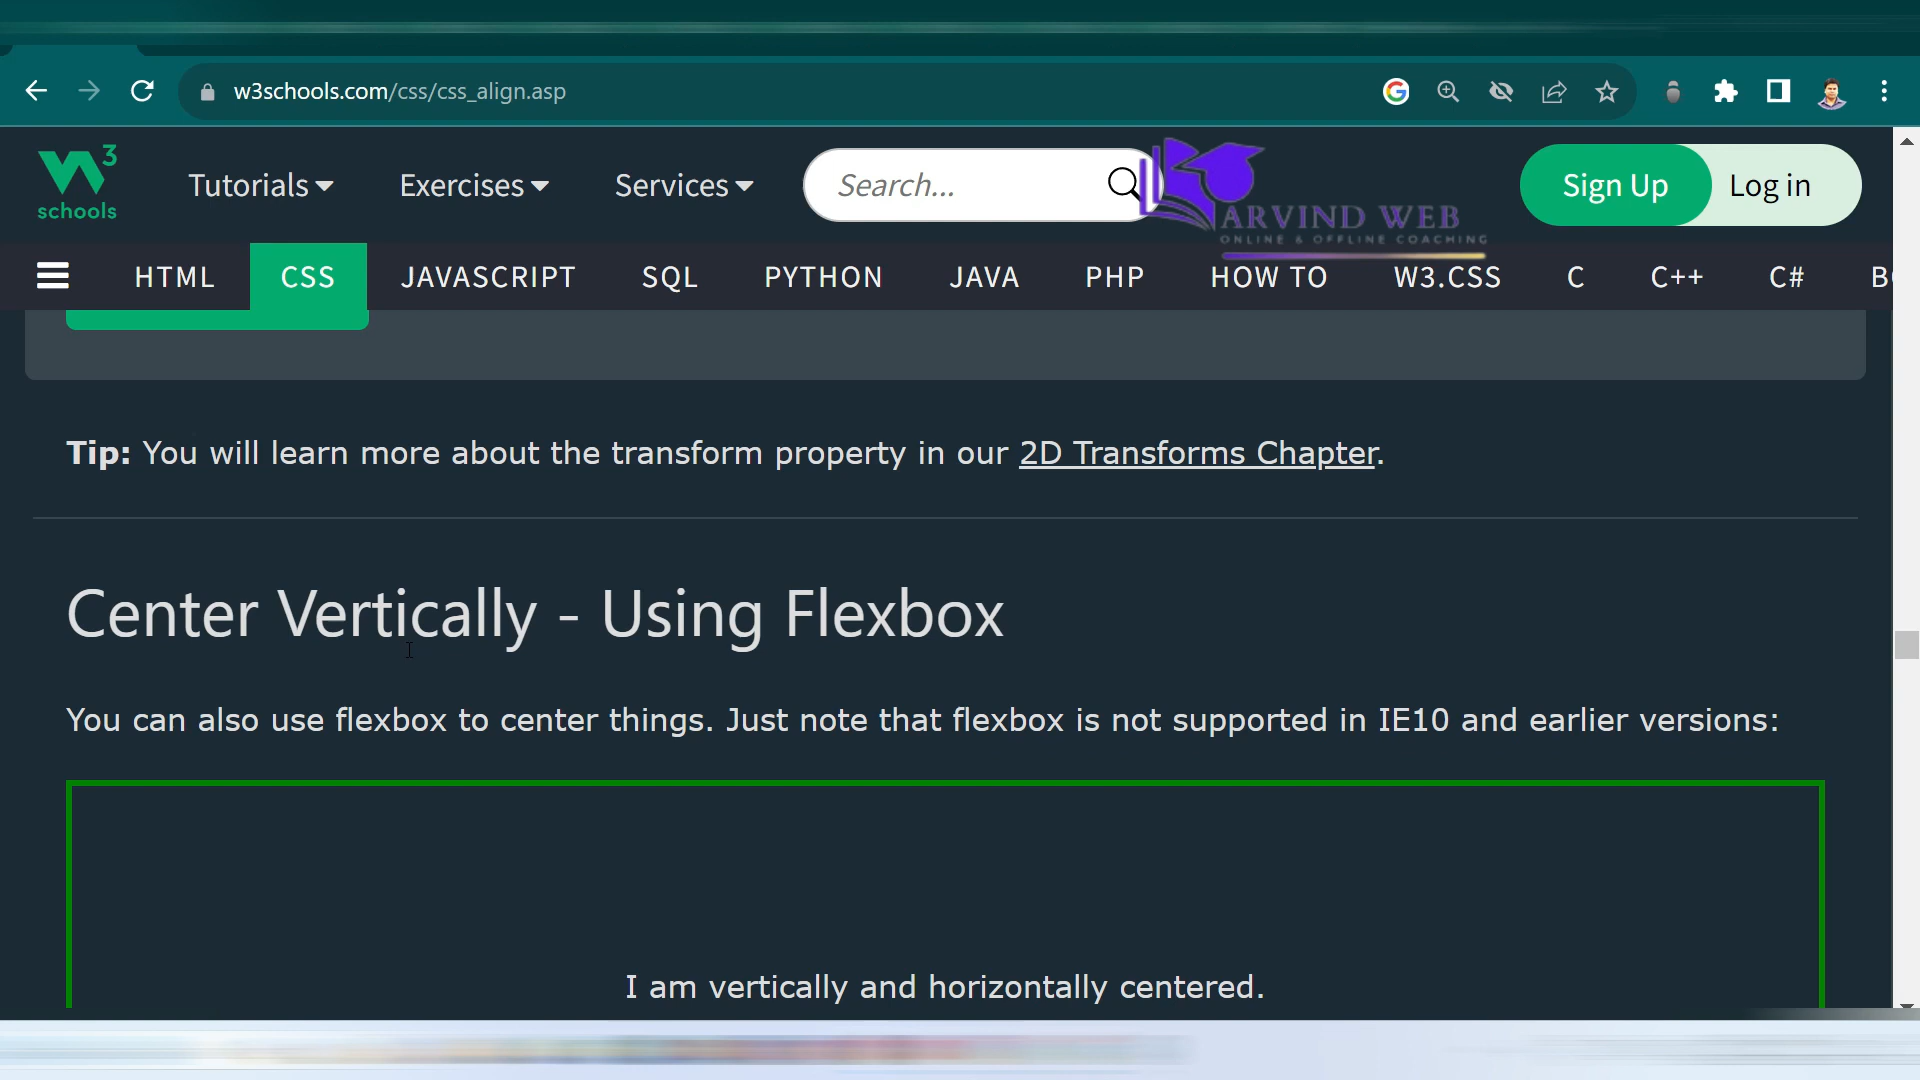 w3schools.com/css/css_align.asp
3
schools
Tutorials
Exercises
Services
Search...
ARVIND WEB
ONLINE & OFFLINE COACHING
Sign Up
Log in
HTML
CSS
JAVASCRIPT
SQL
PYTHON
JAVA
PHP
HOW TO
W3.CSS
C
C++
C#
Tip: You will learn more about the transform property in our 2D Transforms Chapter.
Center Vertically - Using Flexbox
You can also use flexbox to center things. Just note that flexbox is not supported in IE10 and earlier versions:
I am vertically and horizontally centered.